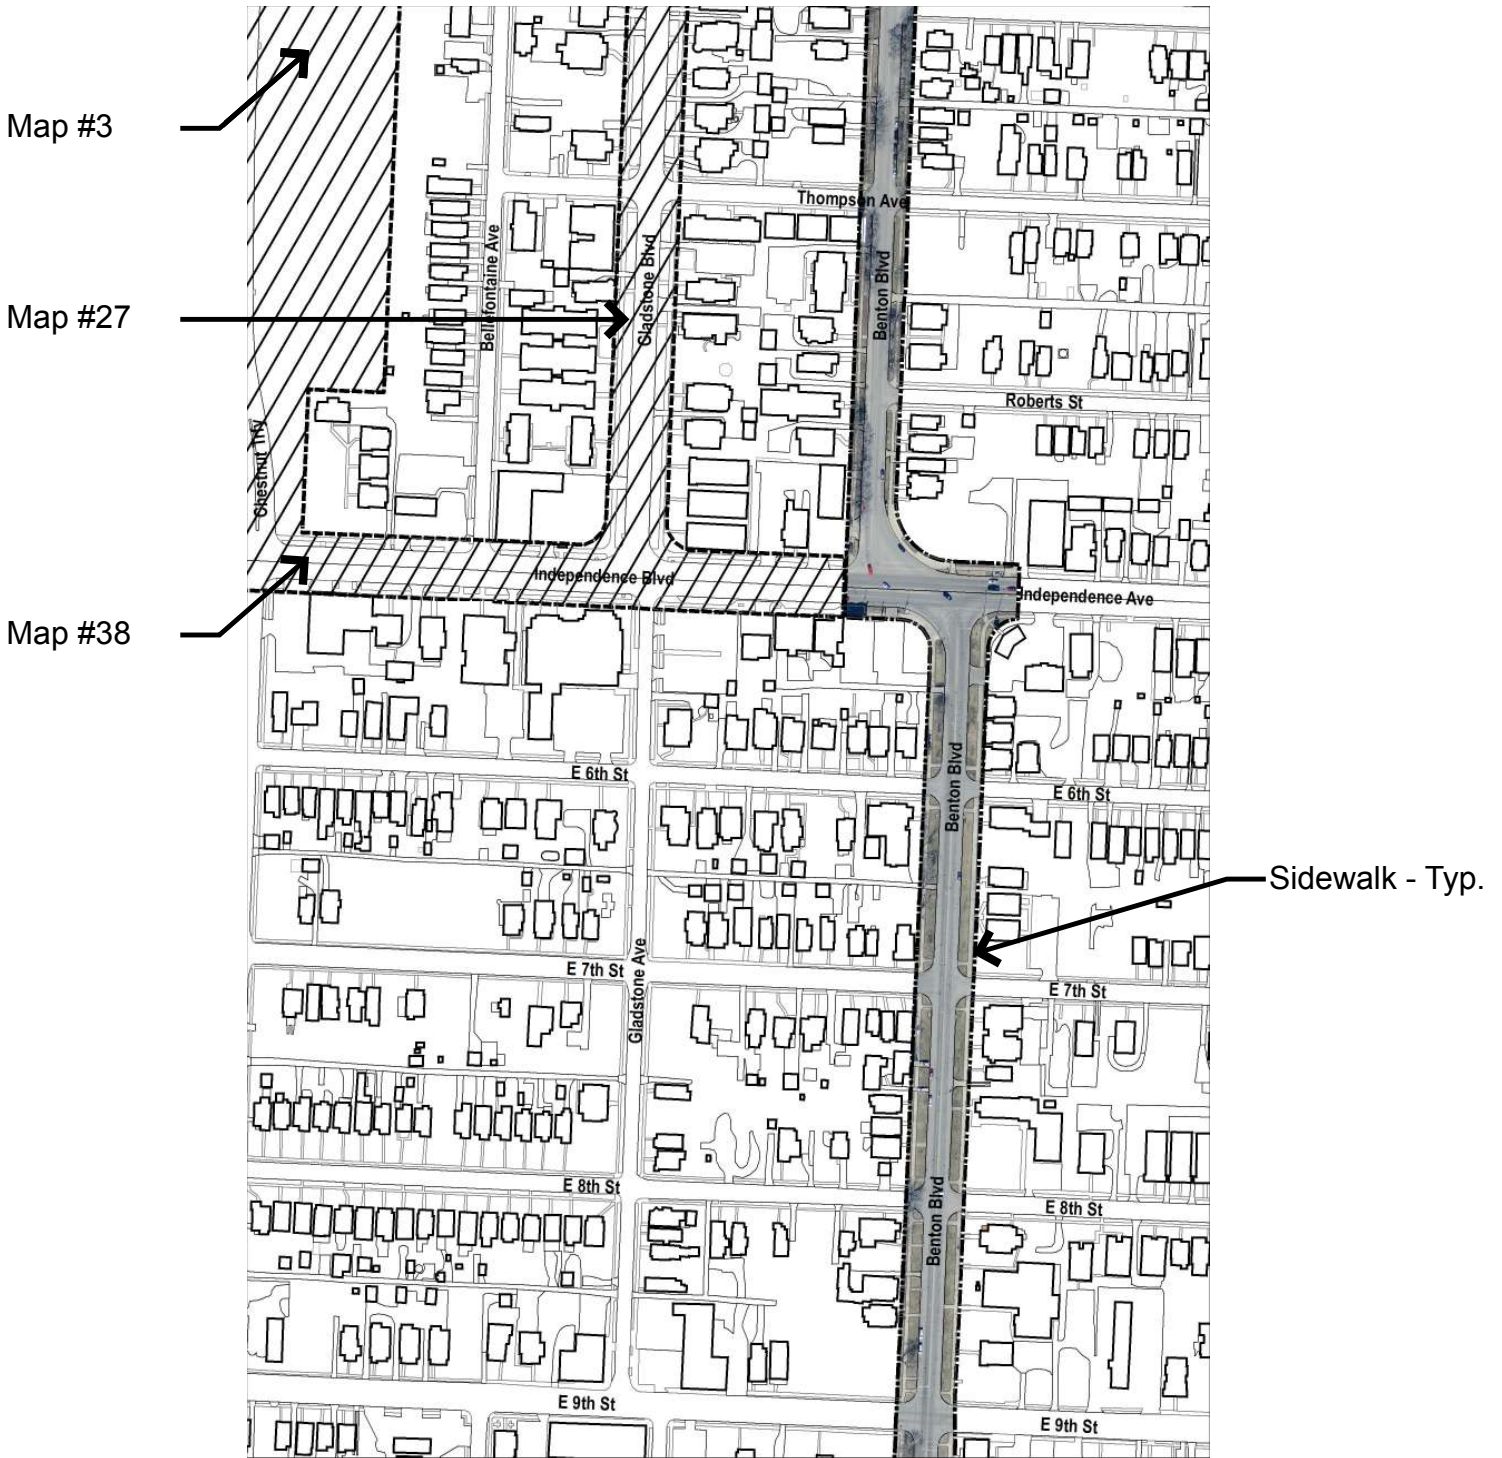 Map #3
Thompson Ave
Map #27
Bellefontaine Ave
Gladstone Blvd
Benton Blvd
Roberts St
Chestnut Trfy
Independence Blvd
Independence Ave
Map #38
E 6th St
Benton Blvd
E 6th St
Sidewalk - Typ.
E 7th St
Gladstone Ave
E 7th St
E 8th St
Benton Blvd
E 8th St
E 9th St
E 9th St